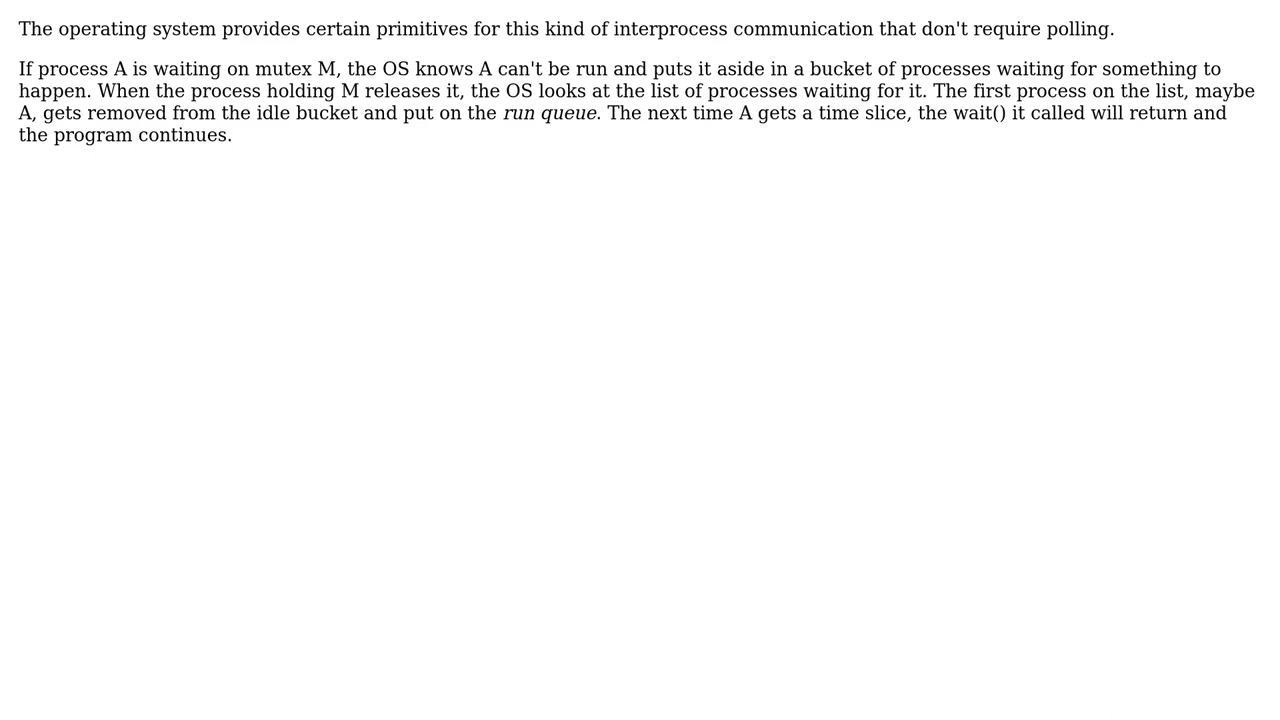 The operating system provides certain primitives for this kind of interprocess communication that don't require polling.
If process A is waiting on mutex M, the OS knows A can't be run and puts it aside in a bucket of processes waiting for something to
happen. When the process holding M releases it, the OS looks at the list of processes waiting for it. The first process on the list, maybe
A, gets removed from the idle bucket and put on the run queue. The next time A gets a time slice, the wait() it called will return and
the program continues.